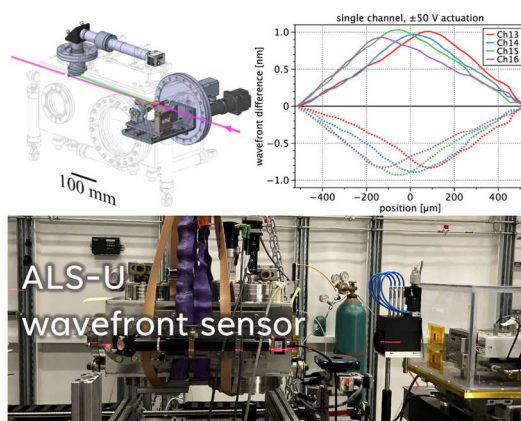 100 mm
single channel, ±50 V actuation
Ch13
Ch14
Ch15
Ch16
wavefront difference [nm]
1.0
0.5
0
-0.5
-1.0
-400
-200
0
200
400
position [µm]
ALS-U
wavefront sensor